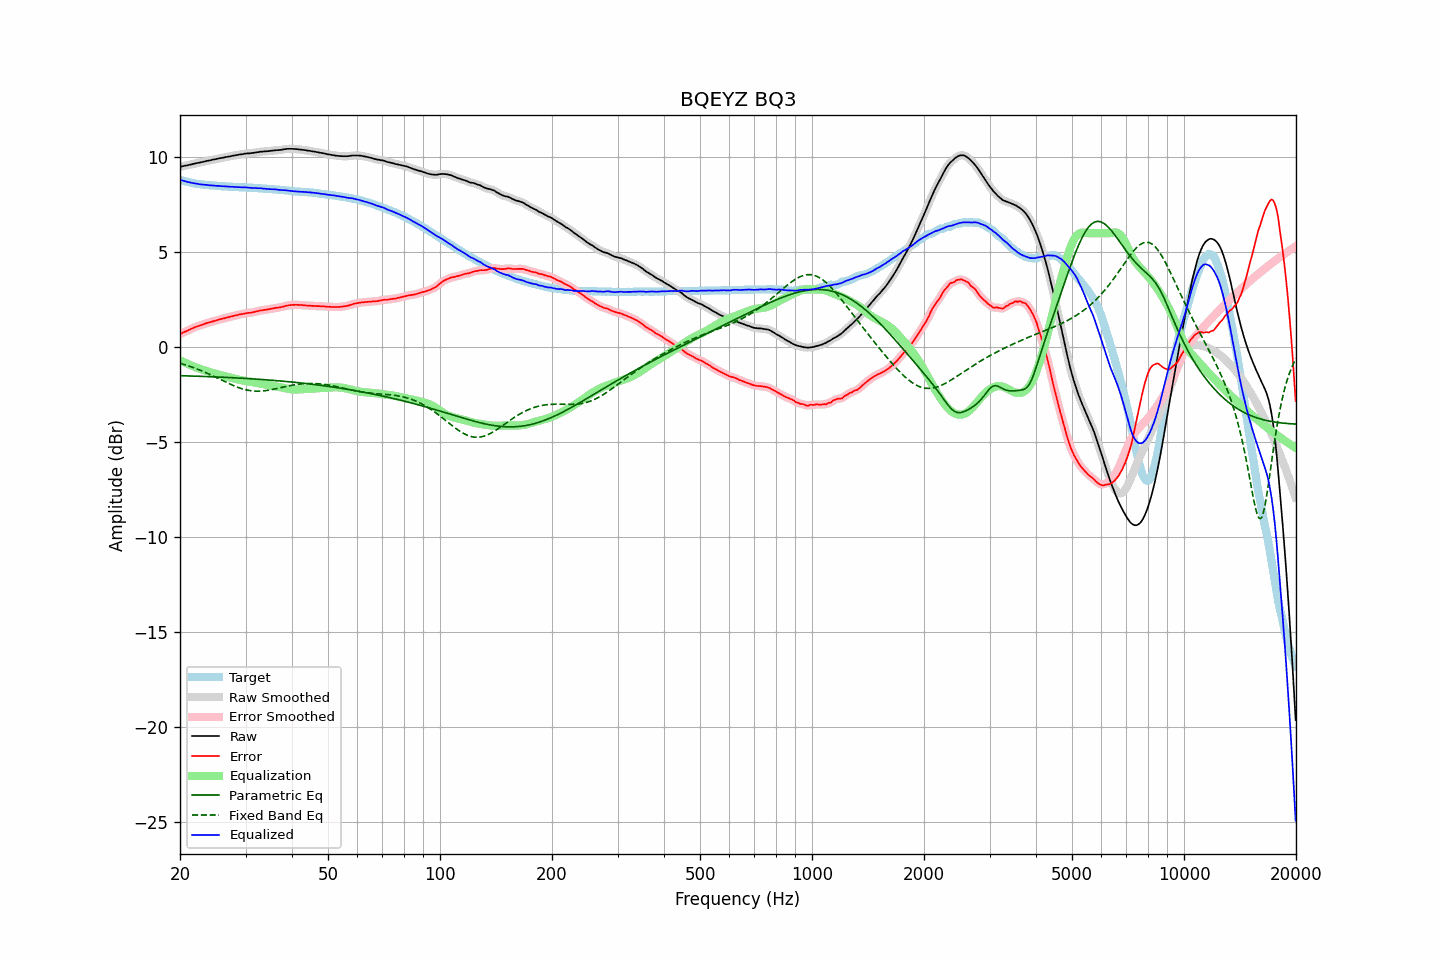 BQEYZ BQ3
10
5
0
−5
−10
−15
−20
−25
Amplitude (dBr)
Target
Raw Smoothed
Error Smoothed
Raw
Error
Equalization
Parametric Eq
Fixed Band Eq
Equalized
20 50 100 200 500 1000 2000 5000 10000 20000
Frequency (Hz)